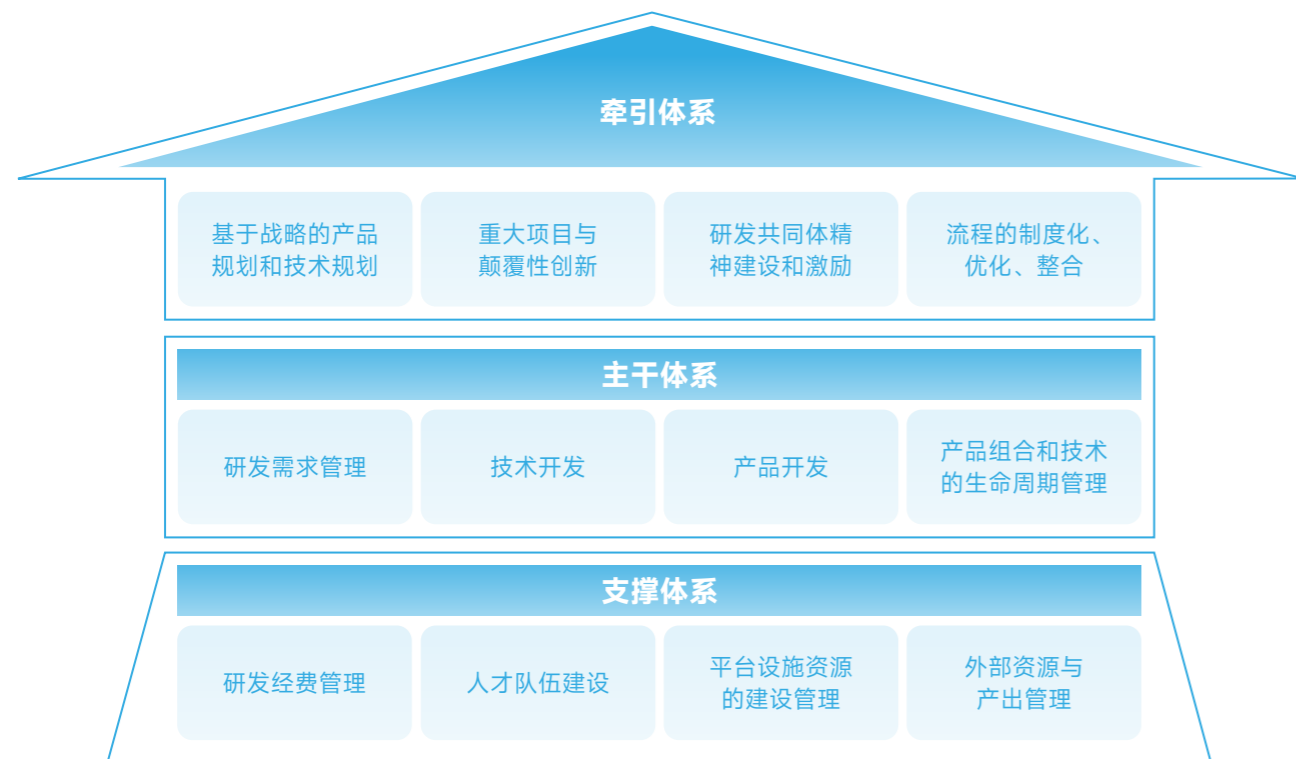 牵引体系
基于战略的产品
规划和技术规划
重大项目与
颠覆性创新
研发共同体精
神建设和激励
流程的制度化、
优化、整合
主干体系
研发需求管理
技术开发
产品开发
产品组合和技术
的生命周期管理
支撑体系
研发经费管理
人才队伍建设
平台设施资源
的建设管理
外部资源与
产出管理